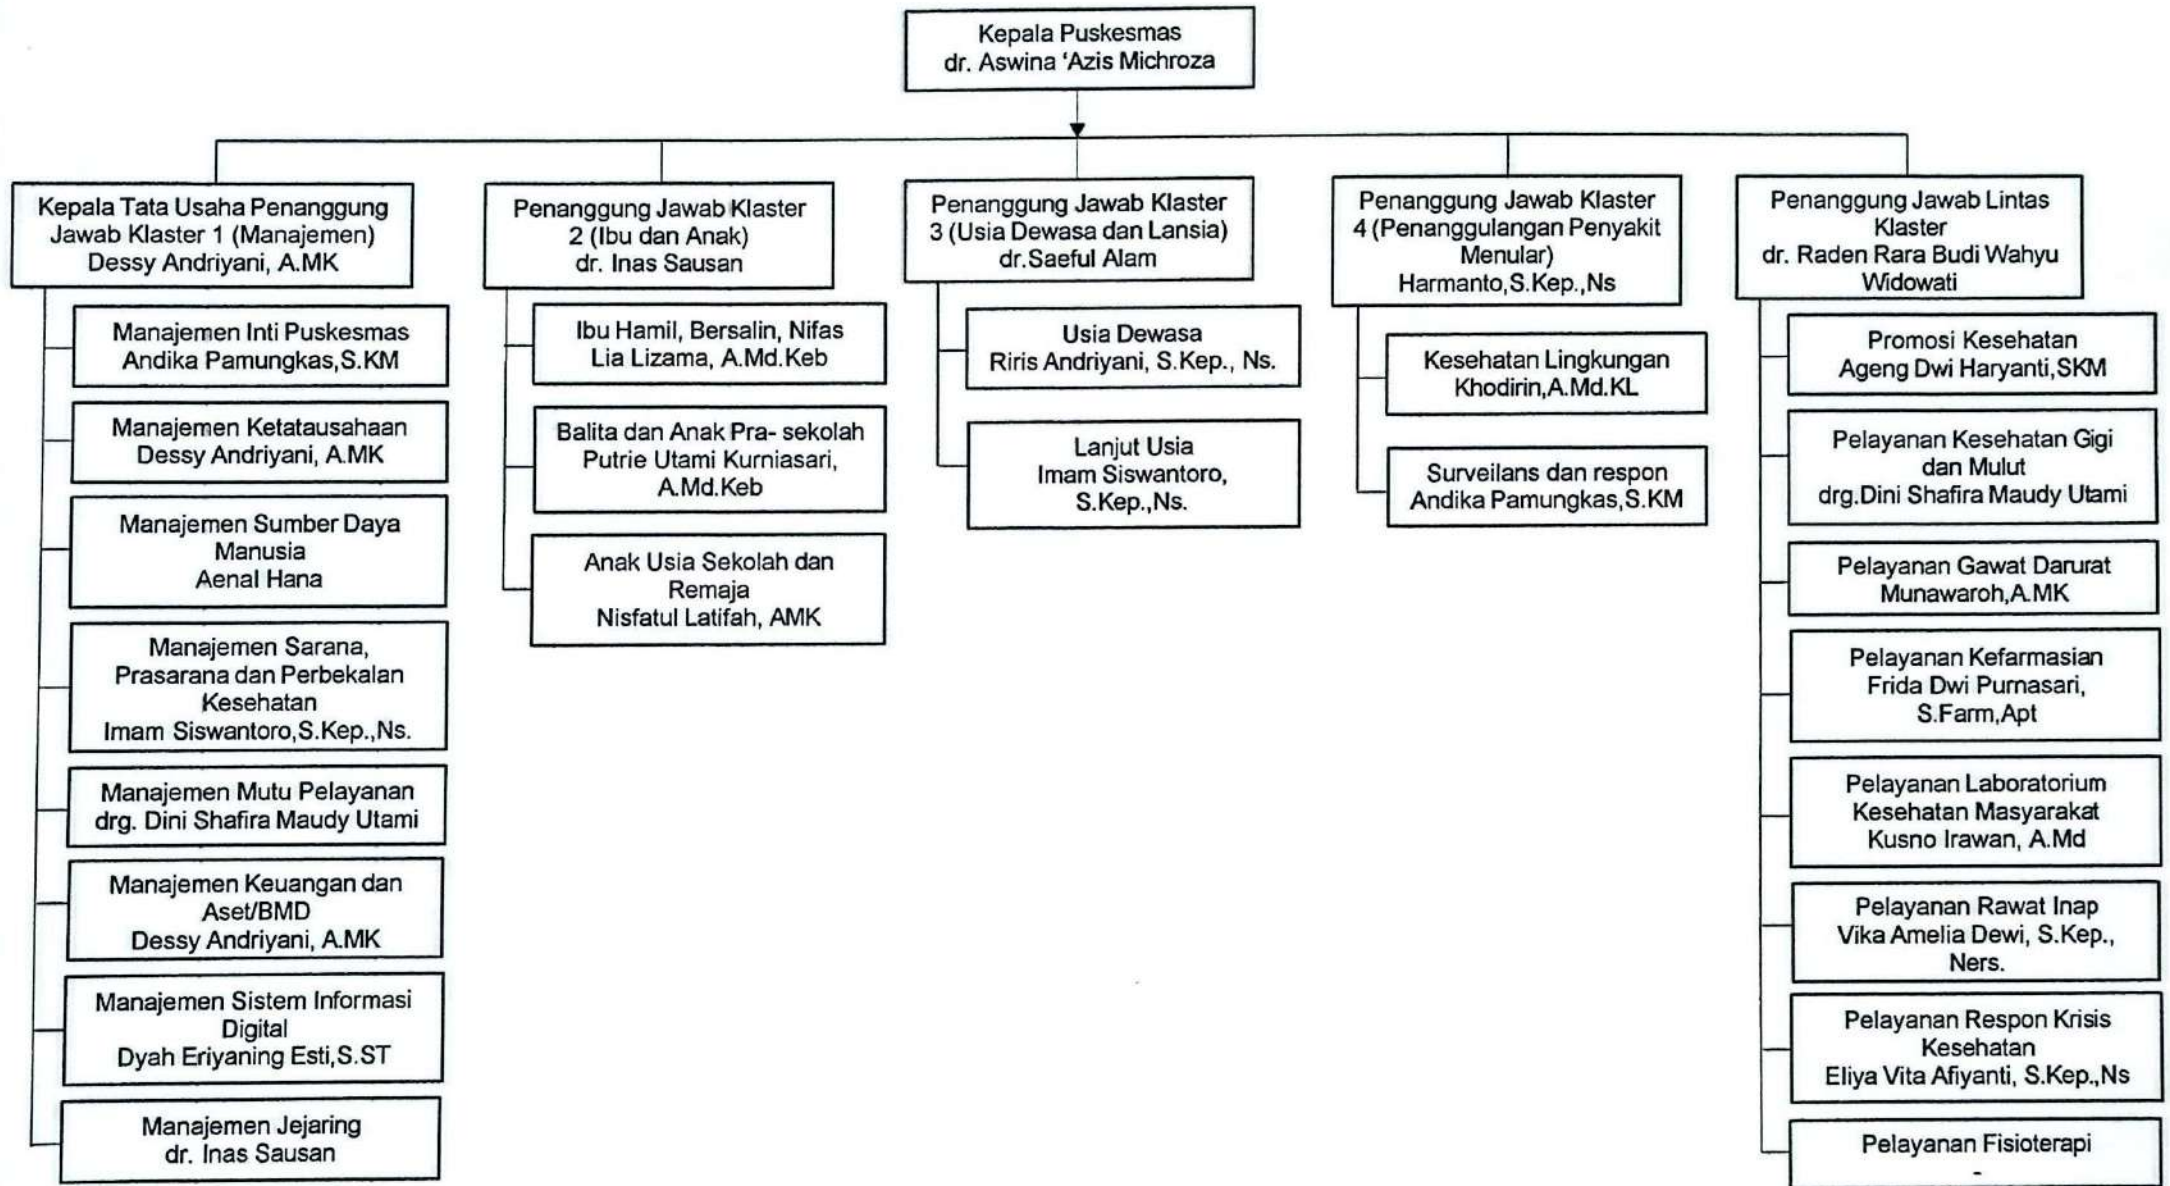 Kepala Puskesmas
dr. Aswina 'Azis Michroza
Kepala Tata Usaha Penanggung
Jawab Klaster 1 (Manajemen)
Dessy Andriyani, A.MK
Manajemen Inti Puskesmas
Andika Pamungkas,S.KM
Manajemen Ketatausahaan
Dessy Andriyani, A.MK
Manajemen Sumber Daya
Manusia
Aenal Hana
Manajemen Sarana,
Prasarana dan Perbekalan
Kesehatan
Imam Siswantoro,S.Kep.,Ns.
Manajemen Mutu Pelayanan
drg. Dini Shafira Maudy Utami
Manajemen Keuangan dan
Aset/BMD
Dessy Andriyani, A.MK
Manajemen Sistem Informasi
Digital
Dyah Eriyaning Esti,S.ST
Manajemen Jejaring
dr. Inas Sausan
Penanggung Jawab Klaster
2 (Ibu dan Anak)
dr. Inas Sausan
Ibu Hamil, Bersalin, Nifas
Lia Lizama, A.Md.Keb
Balita dan Anak Pra- sekolah
Putrie Utami Kurniasari,
A.Md.Keb
Anak Usia Sekolah dan
Remaja
Nisfatul Latifah, AMK
Penanggung Jawab Klaster
3 (Usia Dewasa dan Lansia)
dr.Saeful Alam
Usia Dewasa
Riris Andriyani, S.Kep., Ns.
Lanjut Usia
Imam Siswantoro,
S.Kep.,Ns.
Penanggung Jawab Klaster
4 (Penanggulangan Penyakit
Menular)
Harmanto,S.Kep.,Ns
Kesehatan Lingkungan
Khodirin,A.Md.KL
Surveilans dan respon
Andika Pamungkas,S.KM
Penanggung Jawab Lintas
Klaster
dr. Raden Rara Budi Wahyu
Widowati
Promosi Kesehatan
Ageng Dwi Haryanti,SKM
Pelayanan Kesehatan Gigi
dan Mulut
drg.Dini Shafira Maudy Utami
Pelayanan Gawat Darurat
Munawaroh,A.MK
Pelayanan Kefarmasian
Frida Dwi Purnasari,
S.Farm,Apt
Pelayanan Laboratorium
Kesehatan Masyarakat
Kusno Irawan, A.Md
Pelayanan Rawat Inap
Vika Amelia Dewi, S.Kep.,
Ners.
Pelayanan Respon Krisis
Kesehatan
Eliya Vita Afiyanti, S.Kep.,Ns
Pelayanan Fisioterapi
-